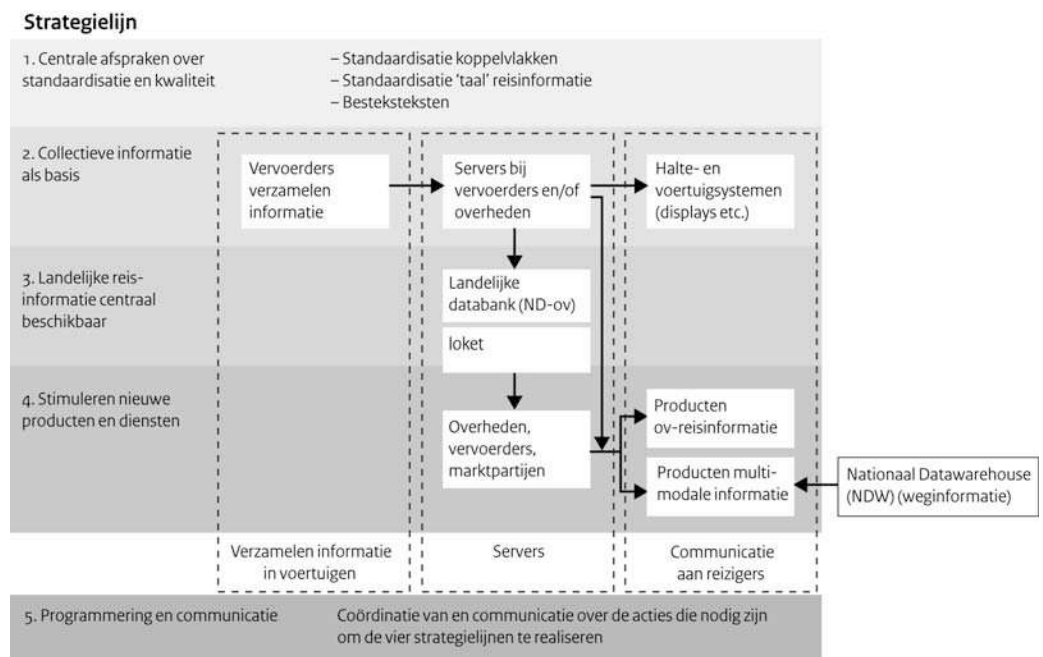 Strategielijn
1. Centrale afspraken over
standaardisatie en kwaliteit
– Standaardisatie koppelvlakken
– Standaardisatie ‘taal’ reisinformatie
– Besteksteksten
2. Collectieve informatie
als basis
Vervoerders
verzamelen
informatie
Servers bij
vervoerders en/of
overheden
Halte- en
voertuigsystemen
(displays etc.)
3. Landelijke reis-
informatie centraal
beschikbaar
Landelijke
databank (ND-ov)
loket
4. Stimuleren nieuwe
producten en diensten
Overheden,
vervoerders,
marktpartijen
Producten
ov-reisinformatie
Producten multi-
modale informatie
Nationaal Datawarehouse
(NDW) (weginformatie)
Verzamelen informatie
in voertuigen
Servers
Communicatie
aan reizigers
5. Programmering en communicatie
Coördinatie van en communicatie over de acties die nodig zijn
om de vier strategielijnen te realiseren